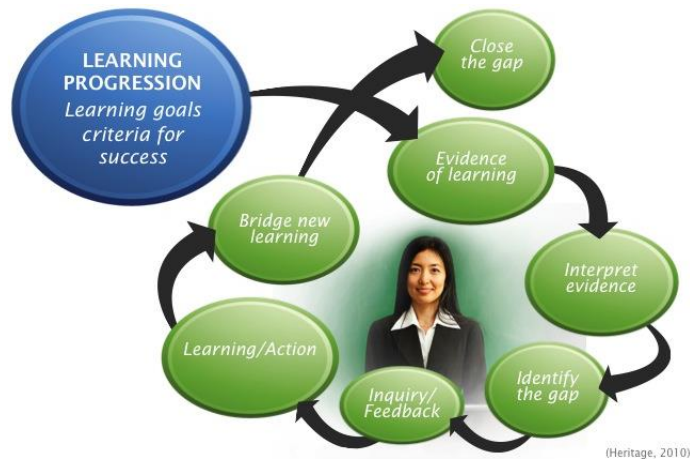 LEARNING
PROGRESSION
Learning goals
criteria for
success
Close
the gap
Evidence
of learning
Bridge new
learning
Interpret
evidence
Learning/Action
Identify
the gap
Inquiry/
Feedback
(Heritage, 2010)